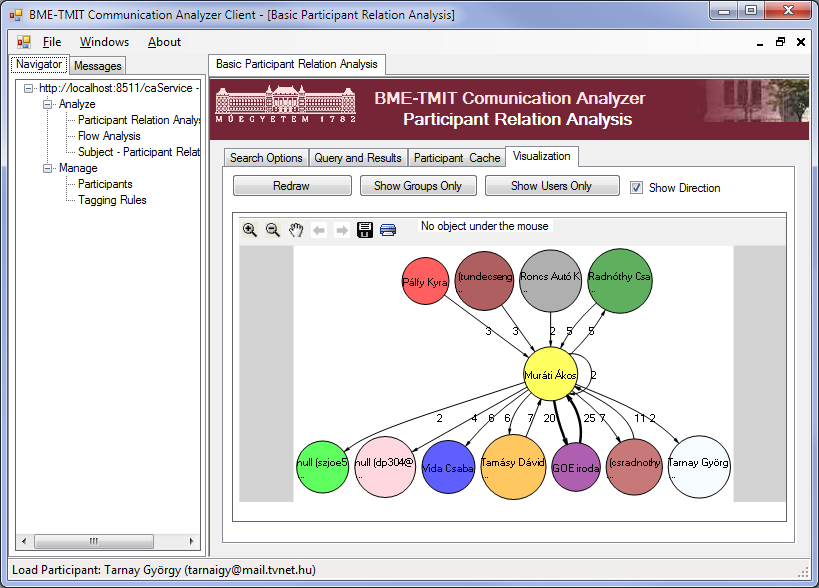 BME-TMIT Communication Analyzer Client - [Basic Participant Relation Analysis]
File Windows About
Navigator Messages
http://localhost:8511/caService -
Analyze
Participant Relation Analys
Flow Analysis
Subject - Participant Relat
Manage
Participants
Tagging Rules
Basic Participant Relation Analysis
MŰEGYETEM 1782
BME-TMIT Comunication Analyzer
Participant Relation Analysis
Search Options Query and Results Participant Cache Visualization
Redraw Show Groups Only Show Users Only Show Direction
No object under the mouse
Pálfy Kyra (tundecseng Roncs Autó K Radnóthy Csa
.. .. ..
3 3 2 5 5
Muráti Ákos 2
2 4 6 6 7 20 25 7 11 2
null (szjoe5 null (dp304@ Vida Csaba Tamásy Dávid GOE iroda (csradnothy Tarnay Györg
.. .. .. .. ..
Load Participant: Tarnay György (tarnaigy@mail.tvnet.hu)